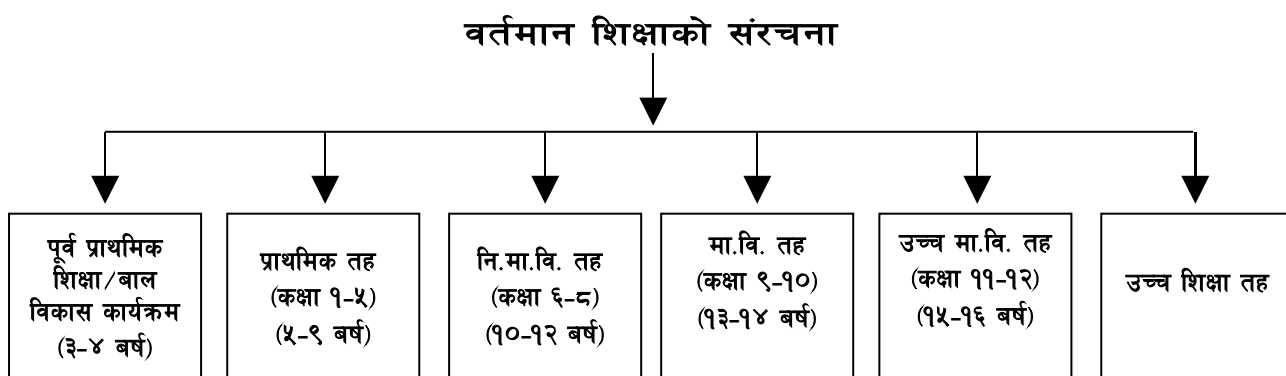 वर्तमान शिक्षाको संरचना
पूर्व प्राथमिक
शिक्षा/बाल
विकास कार्यक्रम
(३-४ बर्ष)
प्राथमिक तह
(कक्षा १-५)
(५-९ बर्ष)
नि.मा.वि. तह
(कक्षा ६-८)
(१०-१२ बर्ष)
मा.वि. तह
(कक्षा ९-१०)
(१३-१४ बर्ष)
उच्च मा.वि. तह
(कक्षा ११-१२)
(१५-१६ बर्ष)
उच्च शिक्षा तह